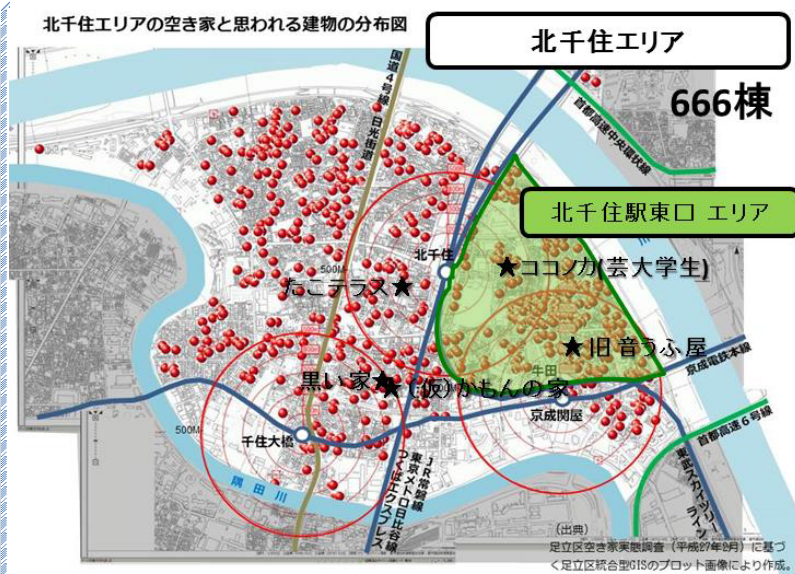 北千住エリアの空き家と思われる建物の分布図
北千住エリア
666棟
国道4号線 日光街道
首都高速中央環状線
北千住駅東口 エリア
北千住
500M
★ココノカ(芸大学生)
たこテラス★
★旧音うふ屋
牛田
京成電鉄本線
黒い家★
★(仮)かもんの家
京成関屋
500M
千住大橋
首都高速6号線
隅田川
JR常磐線
東京メトロ日比谷線
つくばエクスプレス
東武スカイツリーライン
川
(出典)
足立区空き家実態調査(平成27年2月)に基づ
く足立区統合型GISのプロット画像により作成。